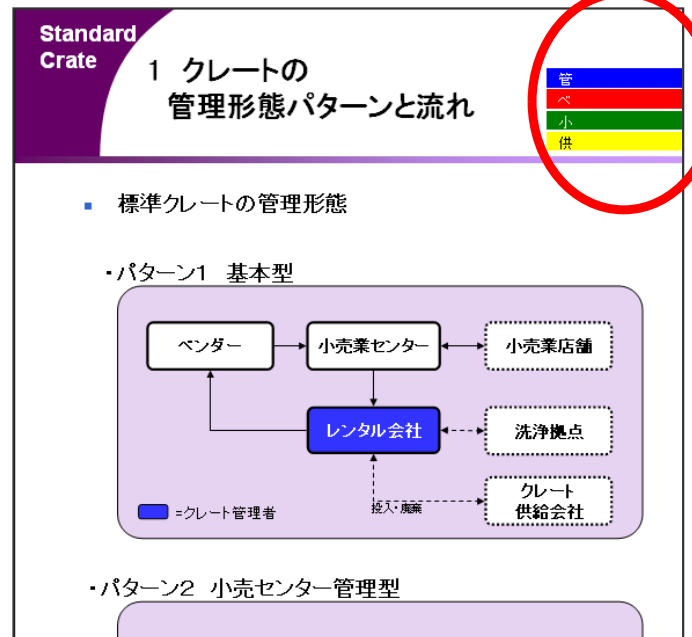 Standard
Crate
1 クレートの
管理形態パターンと流れ
管
ベ
小
供
標準クレートの管理形態
・パターン1 基本型
ベンダー
小売業センター
小売業店舗
レンタル会社
洗浄拠点
クレート
供給会社
投入・廃棄
=クレート管理者
・パターン2 小売センター管理型